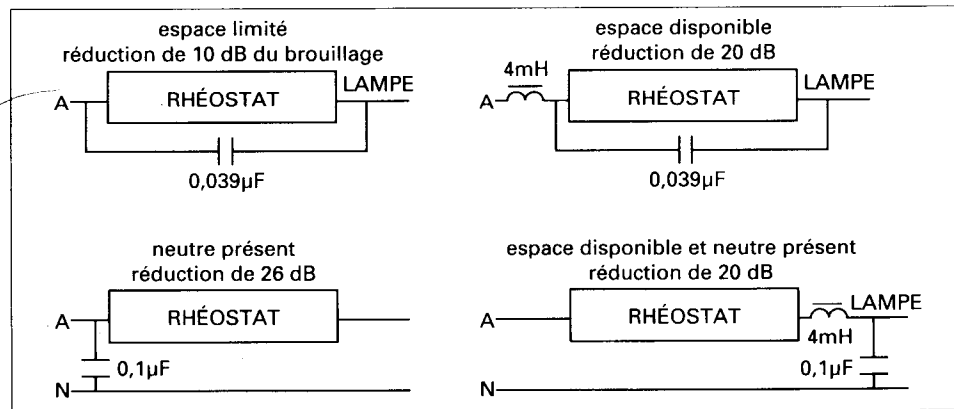 espace limité
réduction de 10 dB du brouillage
LAMPE
A
RHÉOSTAT
0,039µF
espace disponible
réduction de 20 dB
4mH
LAMPE
A
RHÉOSTAT
0,039µF
neutre présent
réduction de 26 dB
A
RHÉOSTAT
0,1µF
N
espace disponible et neutre présent
réduction de 20 dB
LAMPE
A
RHÉOSTAT
4mH
0,1µF
N